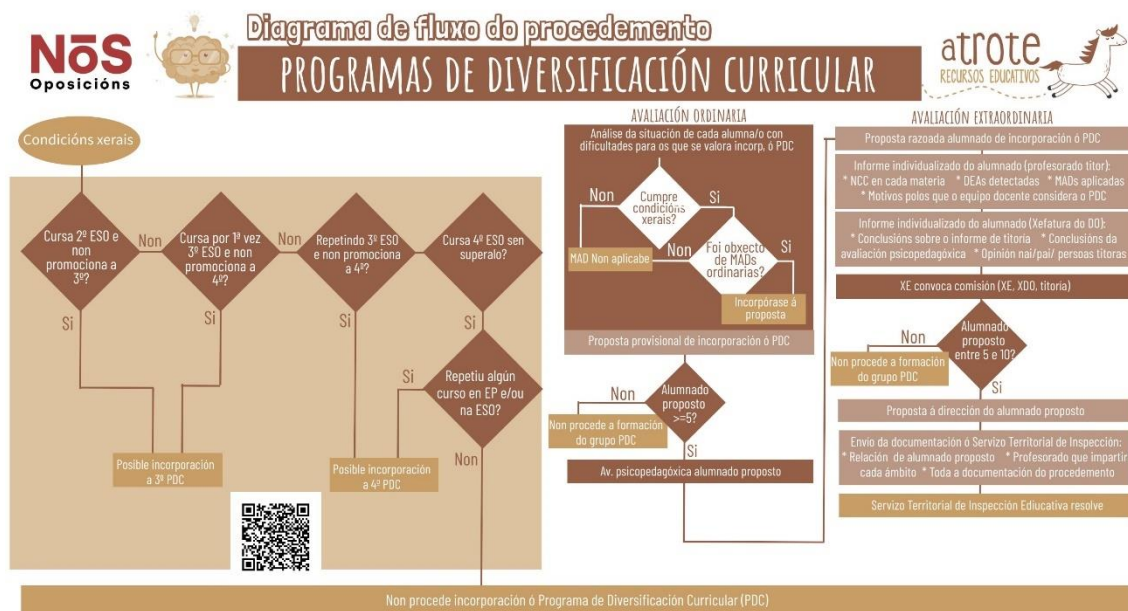 NōS
Oposicións
Diagrama de fluxo do procedemento
PROGRAMAS DE DIVERSIFICACIÓN CURRICULAR
atrote
RECURSOS EDUCATIVOS
Condicións xerais
Cursa 2º ESO e
non
promociona a
3º?
Non
Cursa por 1ª vez
3º ESO e non
promociona a
4º?
Non
Repetindo 3º ESO
e non promociona
a 4º?
Cursa 4º ESO sen
superalo?
Si
Si
Si
Si
Repetiu algún
curso en EP e/ou
na ESO?
Si
Non
Posible incorporación
a 3º PDC
Posible incorporación
a 4º PDC
Non procede incorporación ó Programa de Diversificación Curricular (PDC)
AVALIACIÓN ORDINARIA
Análise da situación de cada alumna/o con
dificultades para os que se valora incorp, ó PDC
Cumpre
condicións
xerais?
Non
Si
MAD Non aplicabe
Non
Foi obxecto
de MADs
ordinarias?
Si
Incorpórase á
proposta
Proposta provisional de incorporación ó PDC
Alumnado
proposto
>=5?
Non
Non procede a formación
do grupo PDC
Si
Av. psicopedagóxica alumnado proposto
AVALIACIÓN EXTRAORDINARIA
Proposta razoada alumnado de incorporación ó PDC
Informe individualizado do alumnado (profesorado titor):
* NCC en cada materia * DEAs detectadas * MADs aplicadas
* Motivos polos que o equipo docente considera o PDC
Informe individualizado do alumnado (Xefatura do DO):
* Conclusións sobre o informe de titoría * Conclusións da
avaliación psicopedagóxica * Opinión nai/pai/ persoas titoras
XE convoca comisión (XE, XDO, titoría)
Alumnado
proposto
entre 5 e 10?
Non
Non procede a formación
do grupo PDC
Si
Proposta á dirección do alumnado proposto
Envío da documentación ó Servizo Territorial de Inspección:
* Relación de alumnado proposto * Profesorado que impartir
cada ámbito * Toda a documentación do procedemento
Servizo Territorial de Inspección Ediucativa resolve